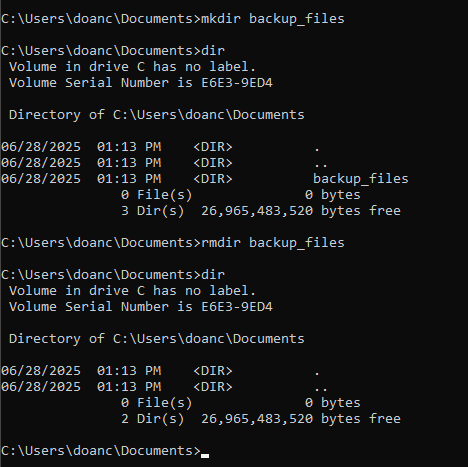 C:\Users\doanc\Documents>mkdir backup_files
C:\Users\doanc\Documents>dir
 Volume in drive C has no label.
 Volume Serial Number is E6E3-9ED4
 Directory of C:\Users\doanc\Documents
06/28/2025  01:13 PM    <DIR>          .
06/28/2025  01:13 PM    <DIR>          ..
06/28/2025  01:13 PM    <DIR>          backup_files
               0 File(s)              0 bytes
               3 Dir(s)  26,965,483,520 bytes free
C:\Users\doanc\Documents>rmdir backup_files
C:\Users\doanc\Documents>dir
 Volume in drive C has no label.
 Volume Serial Number is E6E3-9ED4
 Directory of C:\Users\doanc\Documents
06/28/2025  01:13 PM    <DIR>          .
06/28/2025  01:13 PM    <DIR>          ..
               0 File(s)              0 bytes
               2 Dir(s)  26,965,483,520 bytes free
C:\Users\doanc\Documents>